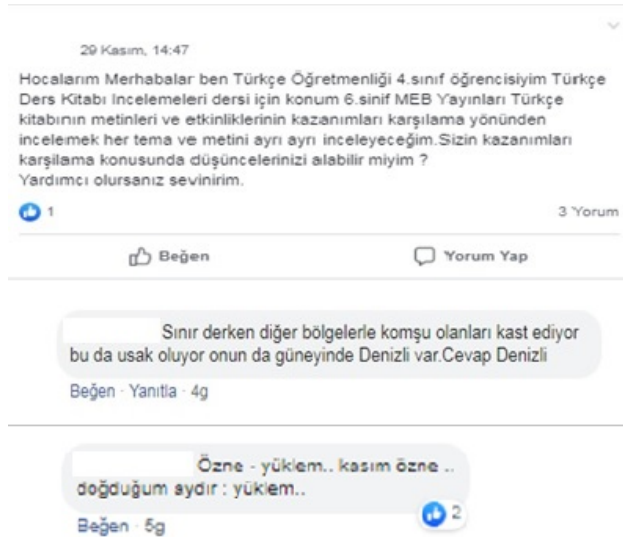 29 Kasım, 14:47
Hocalarım Merhabalar ben Türkçe Öğretmenliği 4.sınıf öğrencisiyim Türkçe
Ders Kitabı Incelemeleri dersi için konum 6.sinif MEB Yayınları Türkçe
kitabının metinleri ve etkinliklerinin kazanımları karşılama yönünden
incelemek her tema ve metini ayrı ayrı inceleyeceğim.Sizin kazanımları
karşilama konusunda düşüncelerinizi alabilir miyim ?
Yardımcı olursanız sevinirim.
1
3 Yorum
Beğen
Yorum Yap
Sınır derken diğer bölgelerle komşu olanları kast ediyor
bu da usak oluyor onun da güneyinde Denizli var.Cevap Denizli
Beğen · Yanıtla · 4g
Özne - yüklem.. kasım özne ..
doğduğum aydır : yüklem..
2
Beğen · 5g